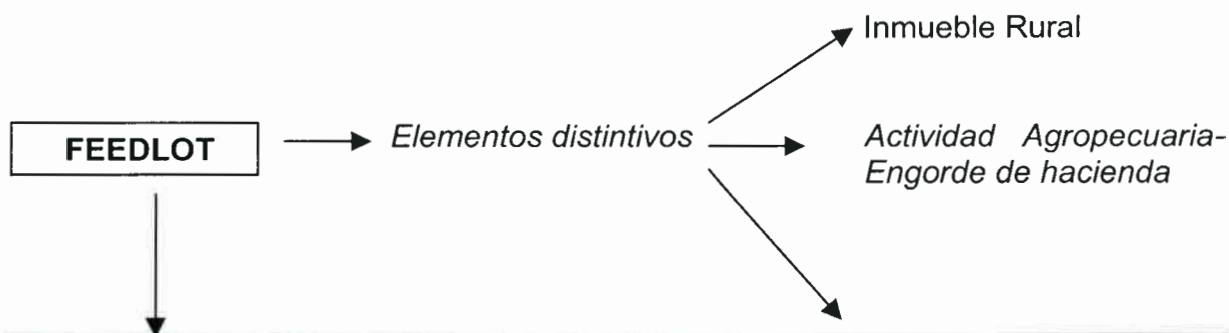 Inmueble Rural
FEEDLOT
Elementos distintivos
Actividad Agropecuaria-
Engorde de hacienda